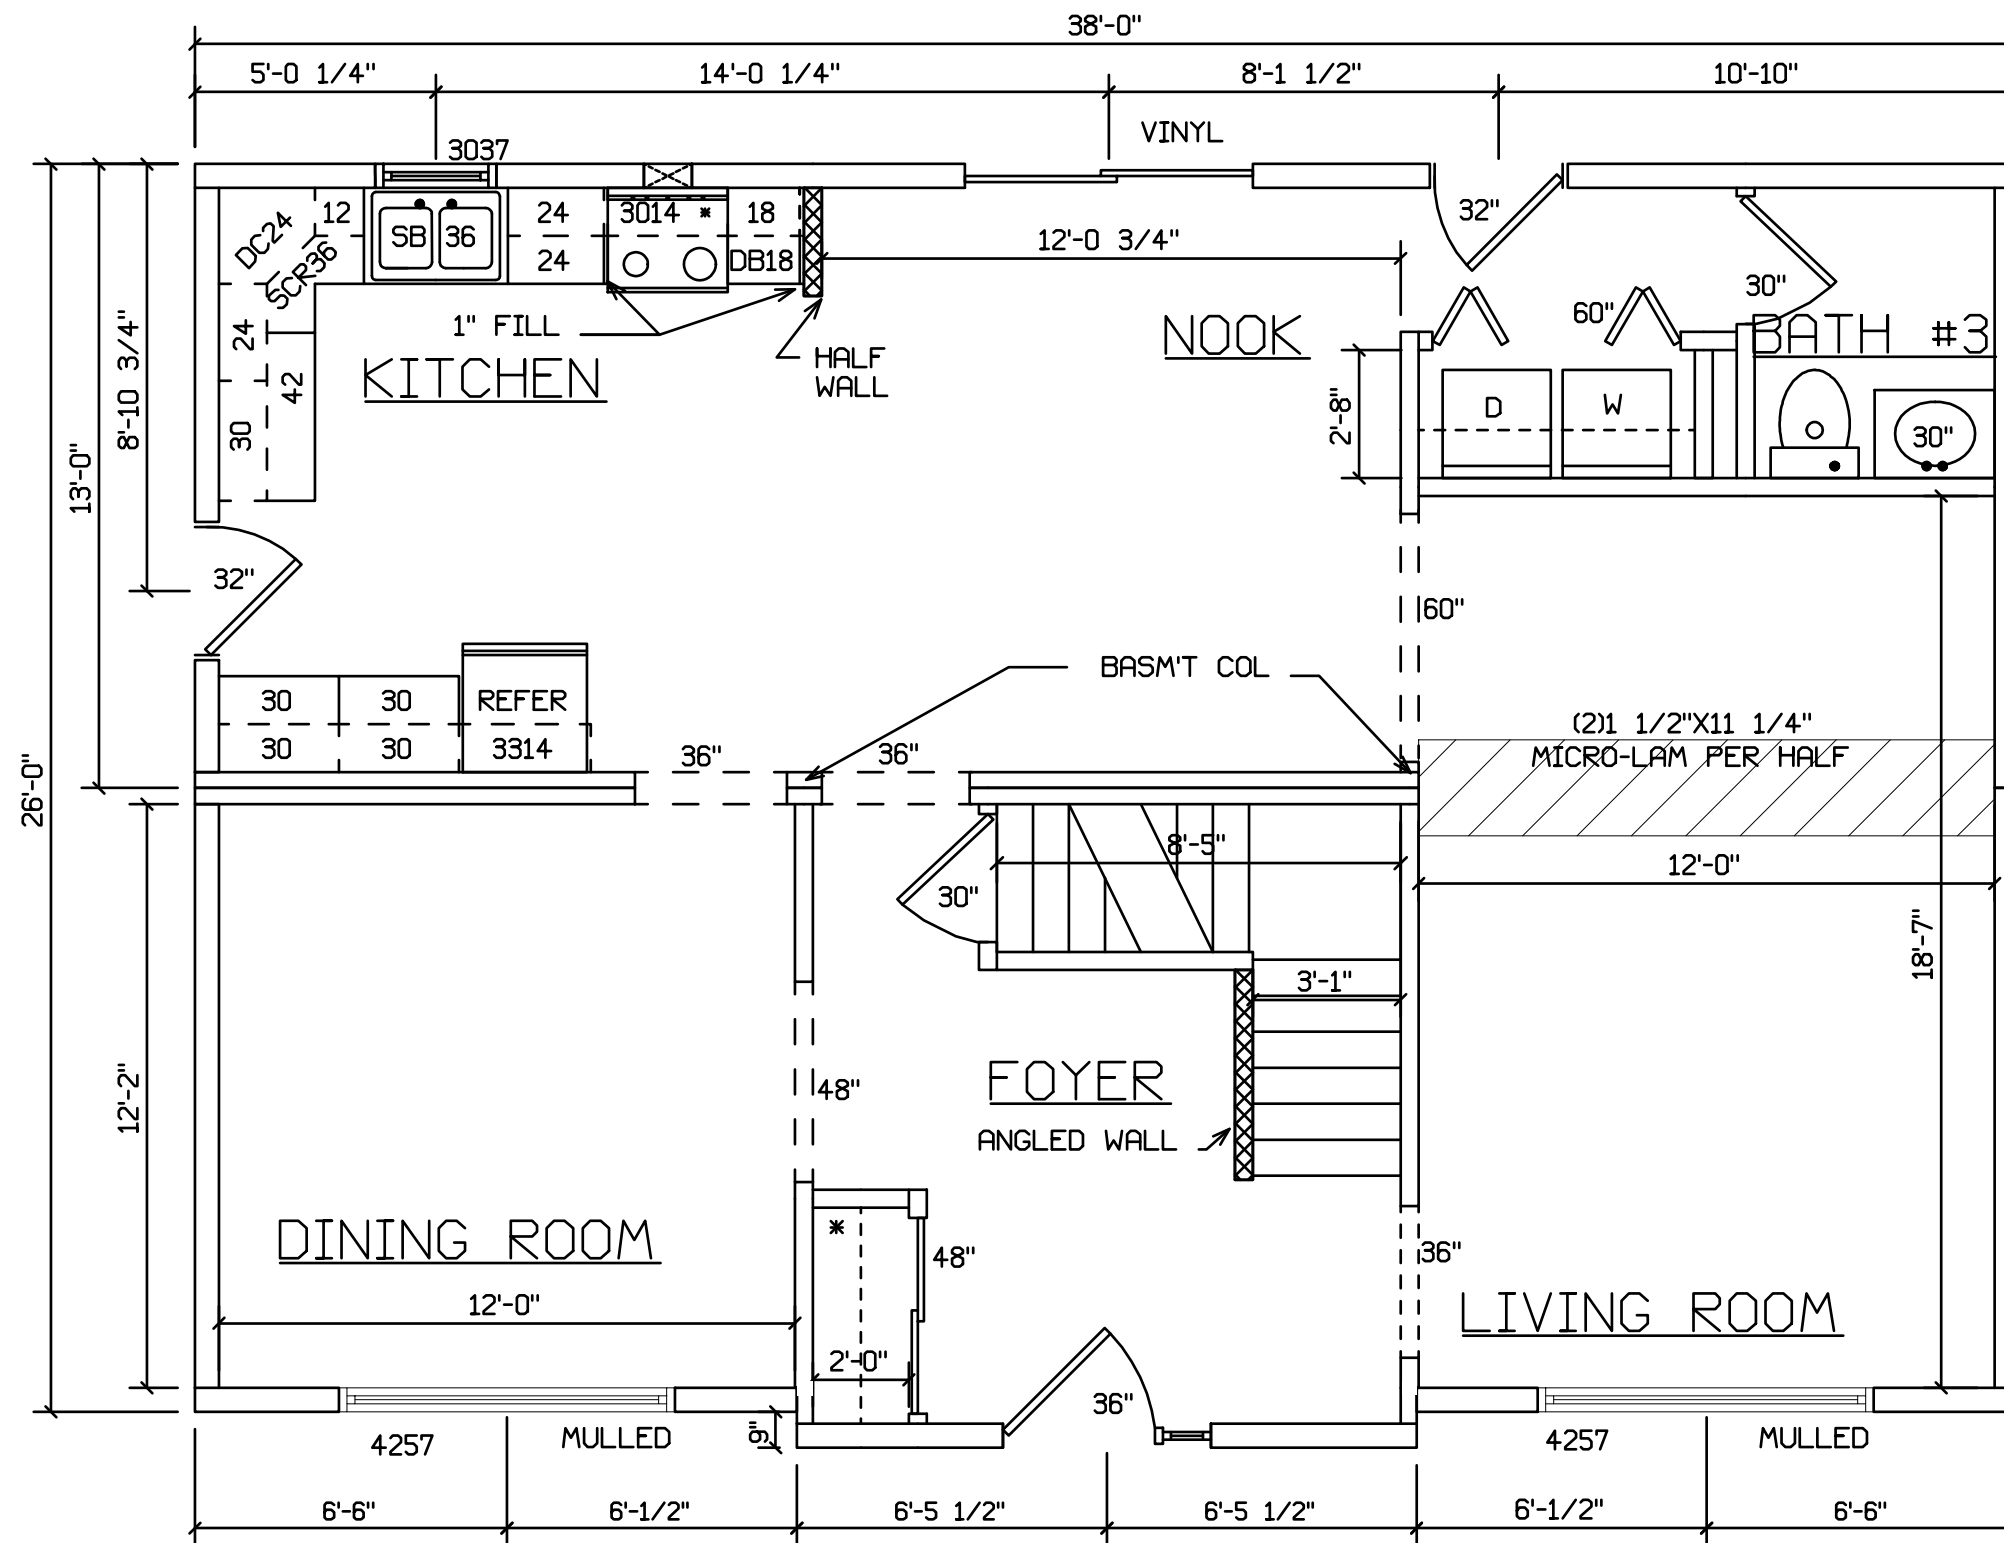 38'-0"
5'-0 1/4"
14'-0 1/4"
8'-1 1/2"
10'-10"
VINYL
3037
12
SB 36
24
3014
*
18
DC24
SCR36
24
DB18
12'-0 3/4"
32"
30"
60"
1" FILL
NOOK
BATH #3
24
42
30
KITCHEN
HALF
WALL
8'-10 3/4"
13'-0"
2'-8"
D
W
30"
32"
60"
BASM'T COL
30
30
REFER
30
30
3314
36"
36"
(2)1 1/2"X11 1/4"
MICRO-LAM PER HALF
26'-0"
8'-5"
12'-0"
30"
18'-7"
3'-1"
12'-2"
48"
FOYER
ANGLED WALL
DINING ROOM
*
48"
36"
12'-0"
LIVING ROOM
2'-0"
36"
9"
4257
MULLED
4257
MULLED
6'-6"
6'-1/2"
6'-5 1/2"
6'-5 1/2"
6'-1/2"
6'-6"